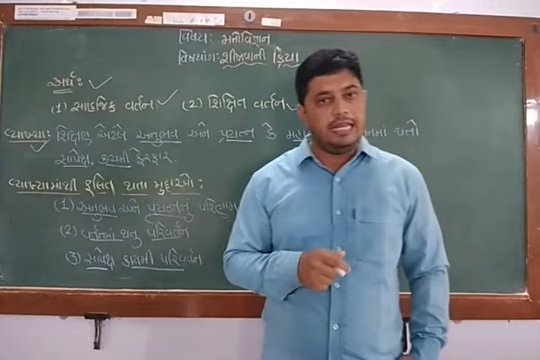 વિષય: મનોવિજ્ઞાન
વિષયાંગ: શીખવાની ક્રિયા
અર્થ:
(1) સાહજિક વર્તન (2) શિક્ષિત વર્તન
વ્યાખ્યા: શિક્ષણ એટલે અનુભવ અને પ્રયત્ન કે થતો
સાપેક્ષ કાયમી ફેરફાર.
વ્યાખ્યામાંથી ફલિત થતા મુદ્દાઓ:
(1) અનુભવ અને પ્રયત્નનું પરિણામ
(2) વર્તનમાં થતુ પરિવર્તન
(3) સાપેક્ષ કાયમી પરિવર્તન